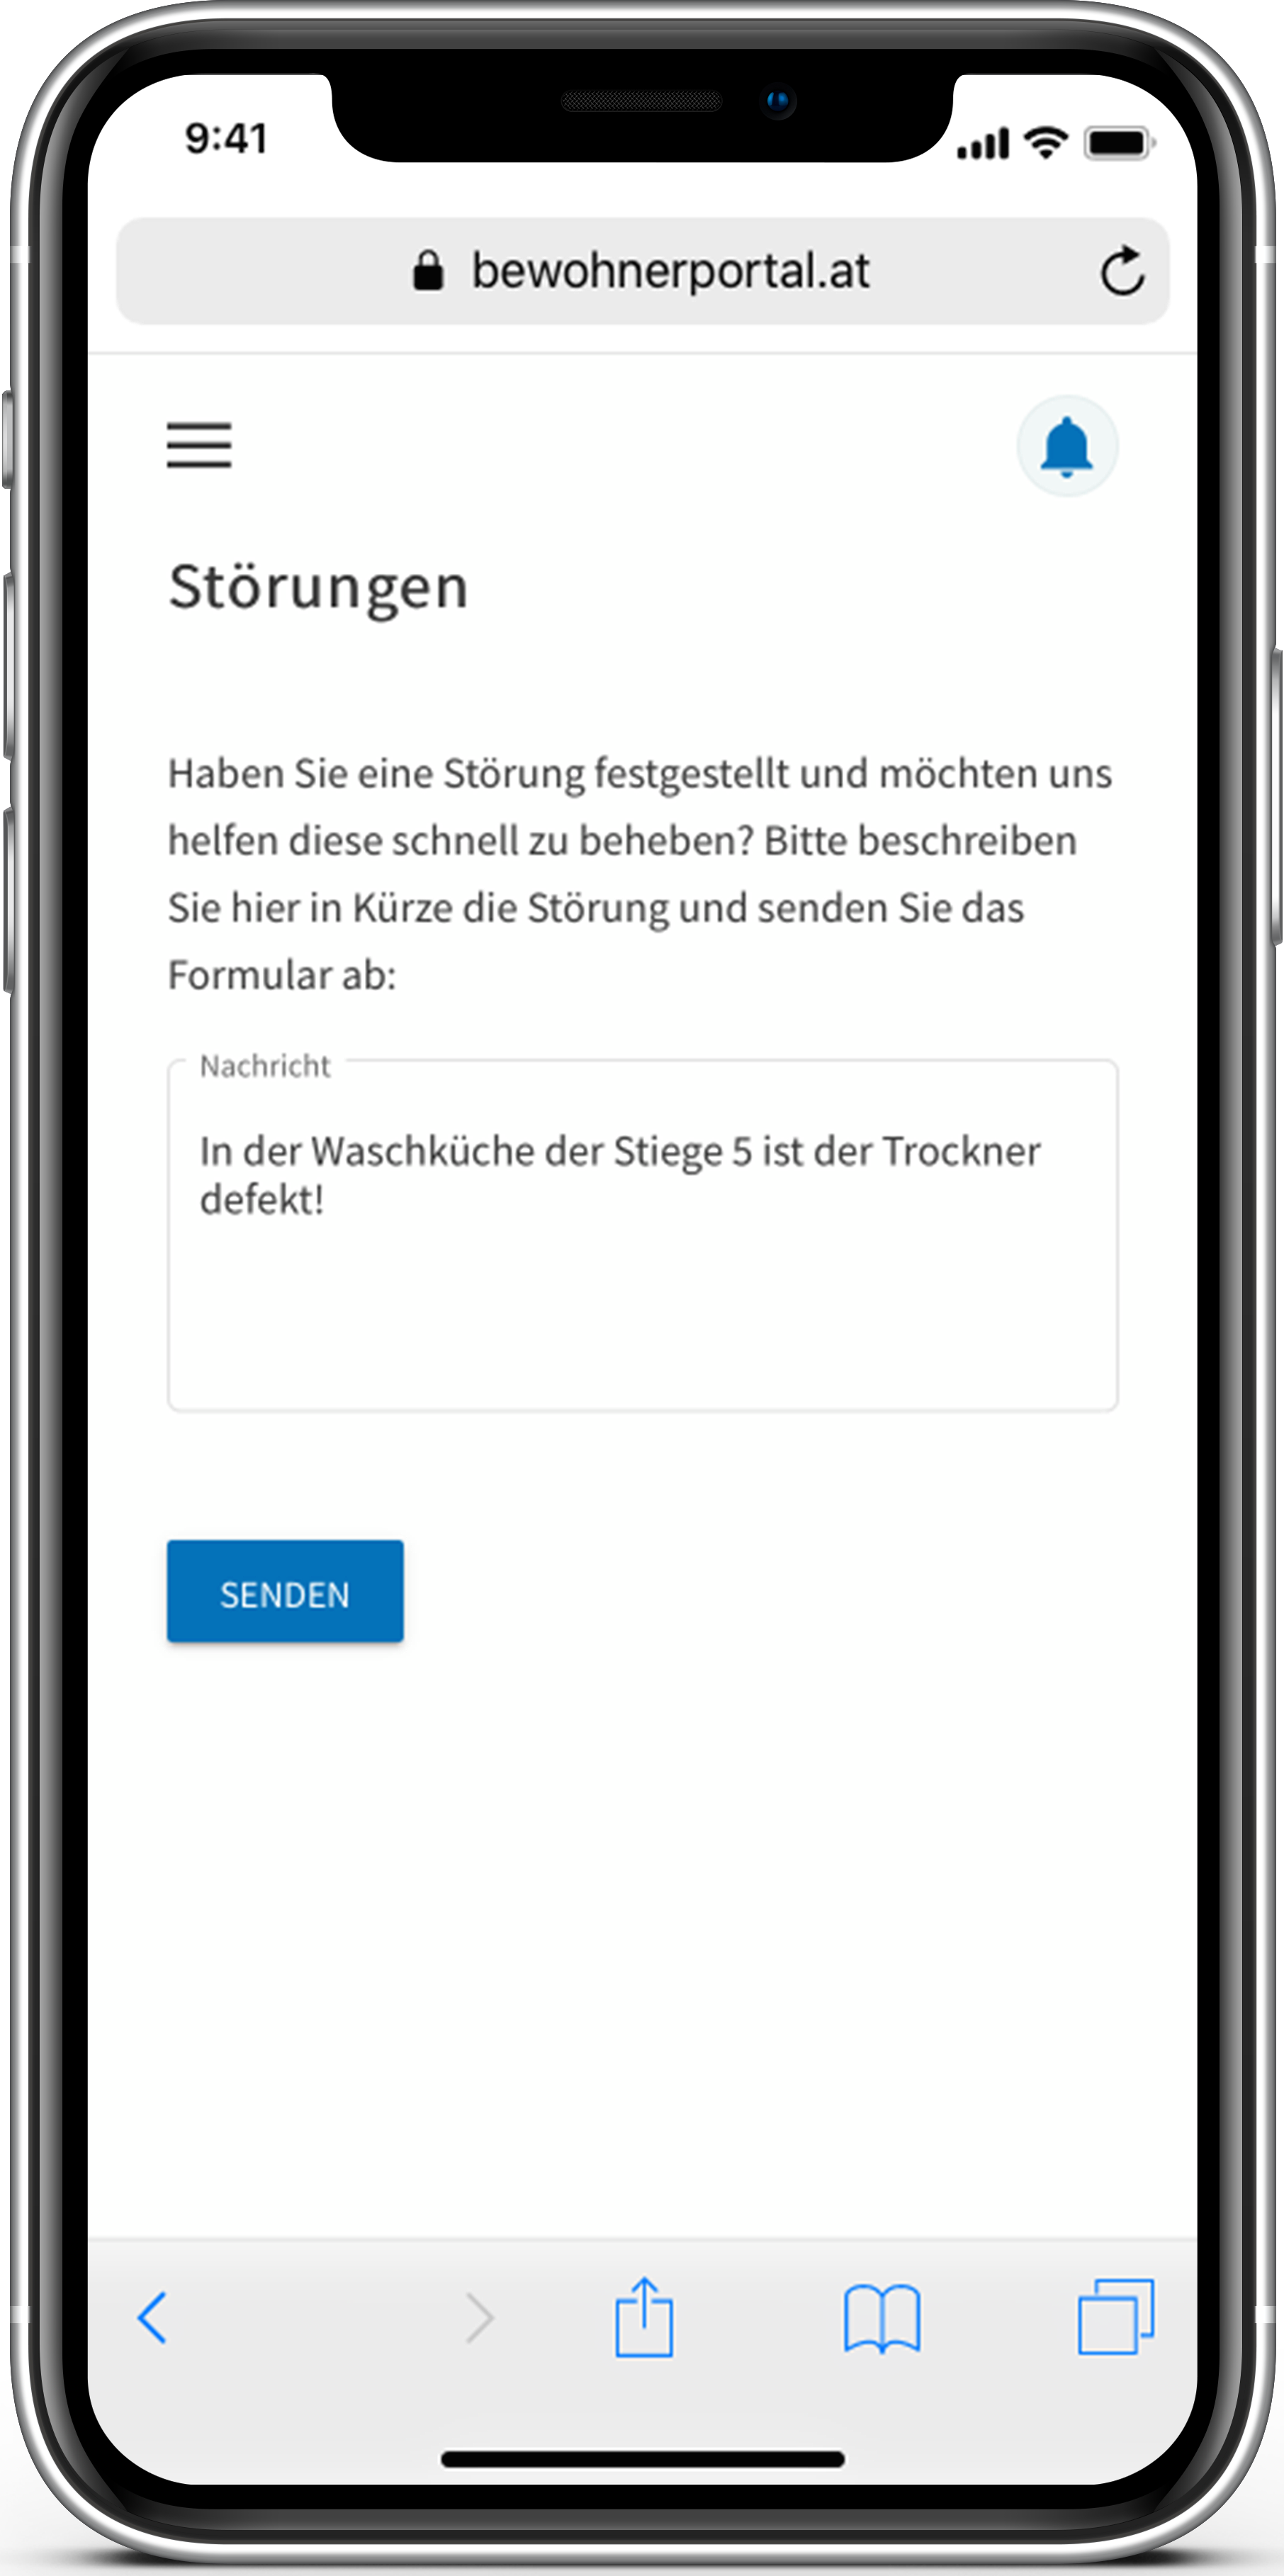 9:41
bewohnerportal.at
Störungen
Haben Sie eine Störung festgestellt und möchten uns
helfen diese schnell zu beheben? Bitte beschreiben
Sie hier in Kürze die Störung und senden Sie das
Formular ab:
Nachricht
In der Waschküche der Stiege 5 ist der Trockner
defekt!
SENDEN